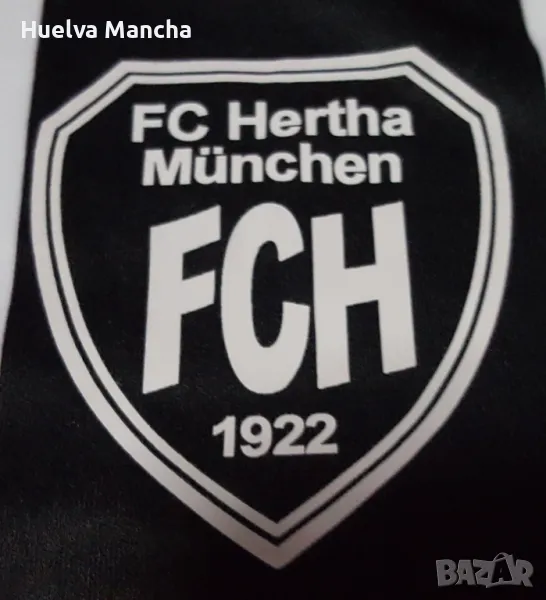 Huelva Mancha
FC Hertha
München
FCH
1922
BAZAR